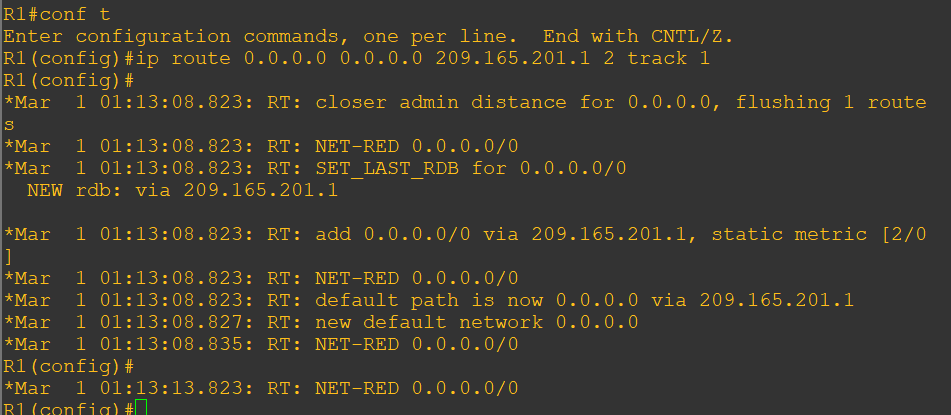 R1#conf t
Enter configuration commands, one per line.  End with CNTL/Z.
R1(config)#ip route 0.0.0.0 0.0.0.0 209.165.201.1 2 track 1
R1(config)#
*Mar  1 01:13:08.823: RT: closer admin distance for 0.0.0.0, flushing 1 route
s
*Mar  1 01:13:08.823: RT: NET-RED 0.0.0.0/0
*Mar  1 01:13:08.823: RT: SET_LAST_RDB for 0.0.0.0/0
  NEW rdb: via 209.165.201.1

*Mar  1 01:13:08.823: RT: add 0.0.0.0/0 via 209.165.201.1, static metric [2/0
]
*Mar  1 01:13:08.823: RT: NET-RED 0.0.0.0/0
*Mar  1 01:13:08.823: RT: default path is now 0.0.0.0 via 209.165.201.1
*Mar  1 01:13:08.827: RT: new default network 0.0.0.0
*Mar  1 01:13:08.835: RT: NET-RED 0.0.0.0/0
R1(config)#
*Mar  1 01:13:13.823: RT: NET-RED 0.0.0.0/0
R1(config)#